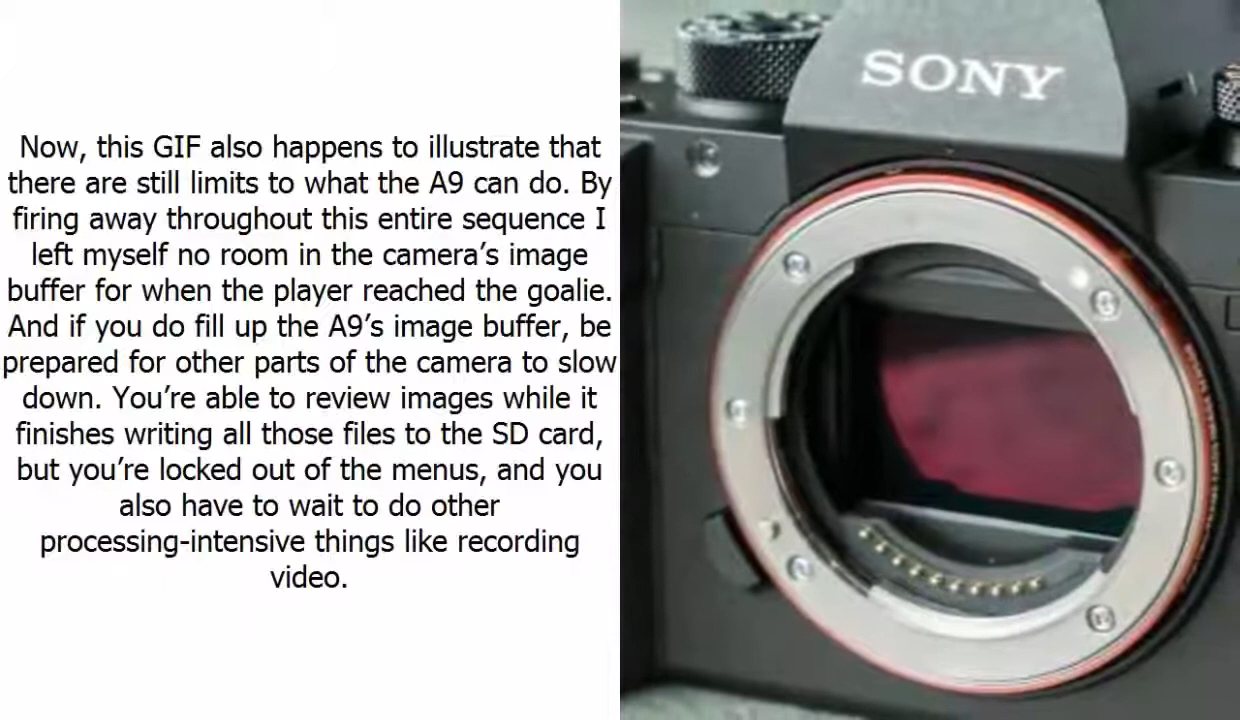 Now, this GIF also happens to illustrate that
there are still limits to what the A9 can do. By
firing away throughout this entire sequence I
left myself no room in the camera’s image
buffer for when the player reached the goalie.
And if you do fill up the A9’s image buffer, be
prepared for other parts of the camera to slow
down. You’re able to review images while it
finishes writing all those files to the SD card,
but you’re locked out of the menus, and you
also have to wait to do other
processing-intensive things like recording
video.
SONY